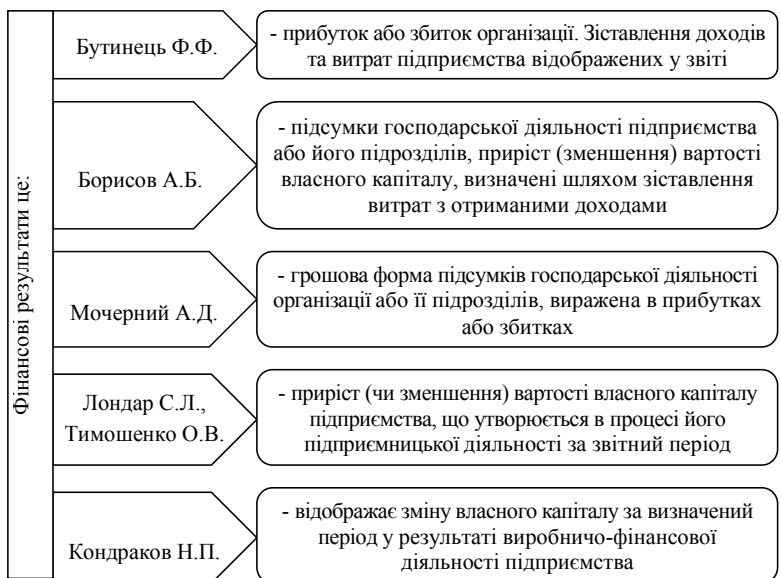 Фінансові результати це:
Бутинець Ф.Ф.
- прибуток або збиток організації. Зіставлення доходів
та витрат підприємства відображених у звіті
Борисов А.Б.
- підсумки господарської діяльності підприємства
або його підрозділів, приріст (зменшення) вартості
власного капіталу, визначені шляхом зіставлення
витрат з отриманими доходами
Мочерний А.Д.
- грошова форма підсумків господарської діяльності
організації або її підрозділів, виражена в прибутках
або збитках
Лондар С.Л.,
Тимошенко О.В.
- приріст (чи зменшення) вартості власного капіталу
підприємства, що утворюється в процесі його
підприємницької діяльності за звітний період
Кондраков Н.П.
- відображає зміну власного капіталу за визначений
період у результаті виробничо-фінансової
діяльності підприємства